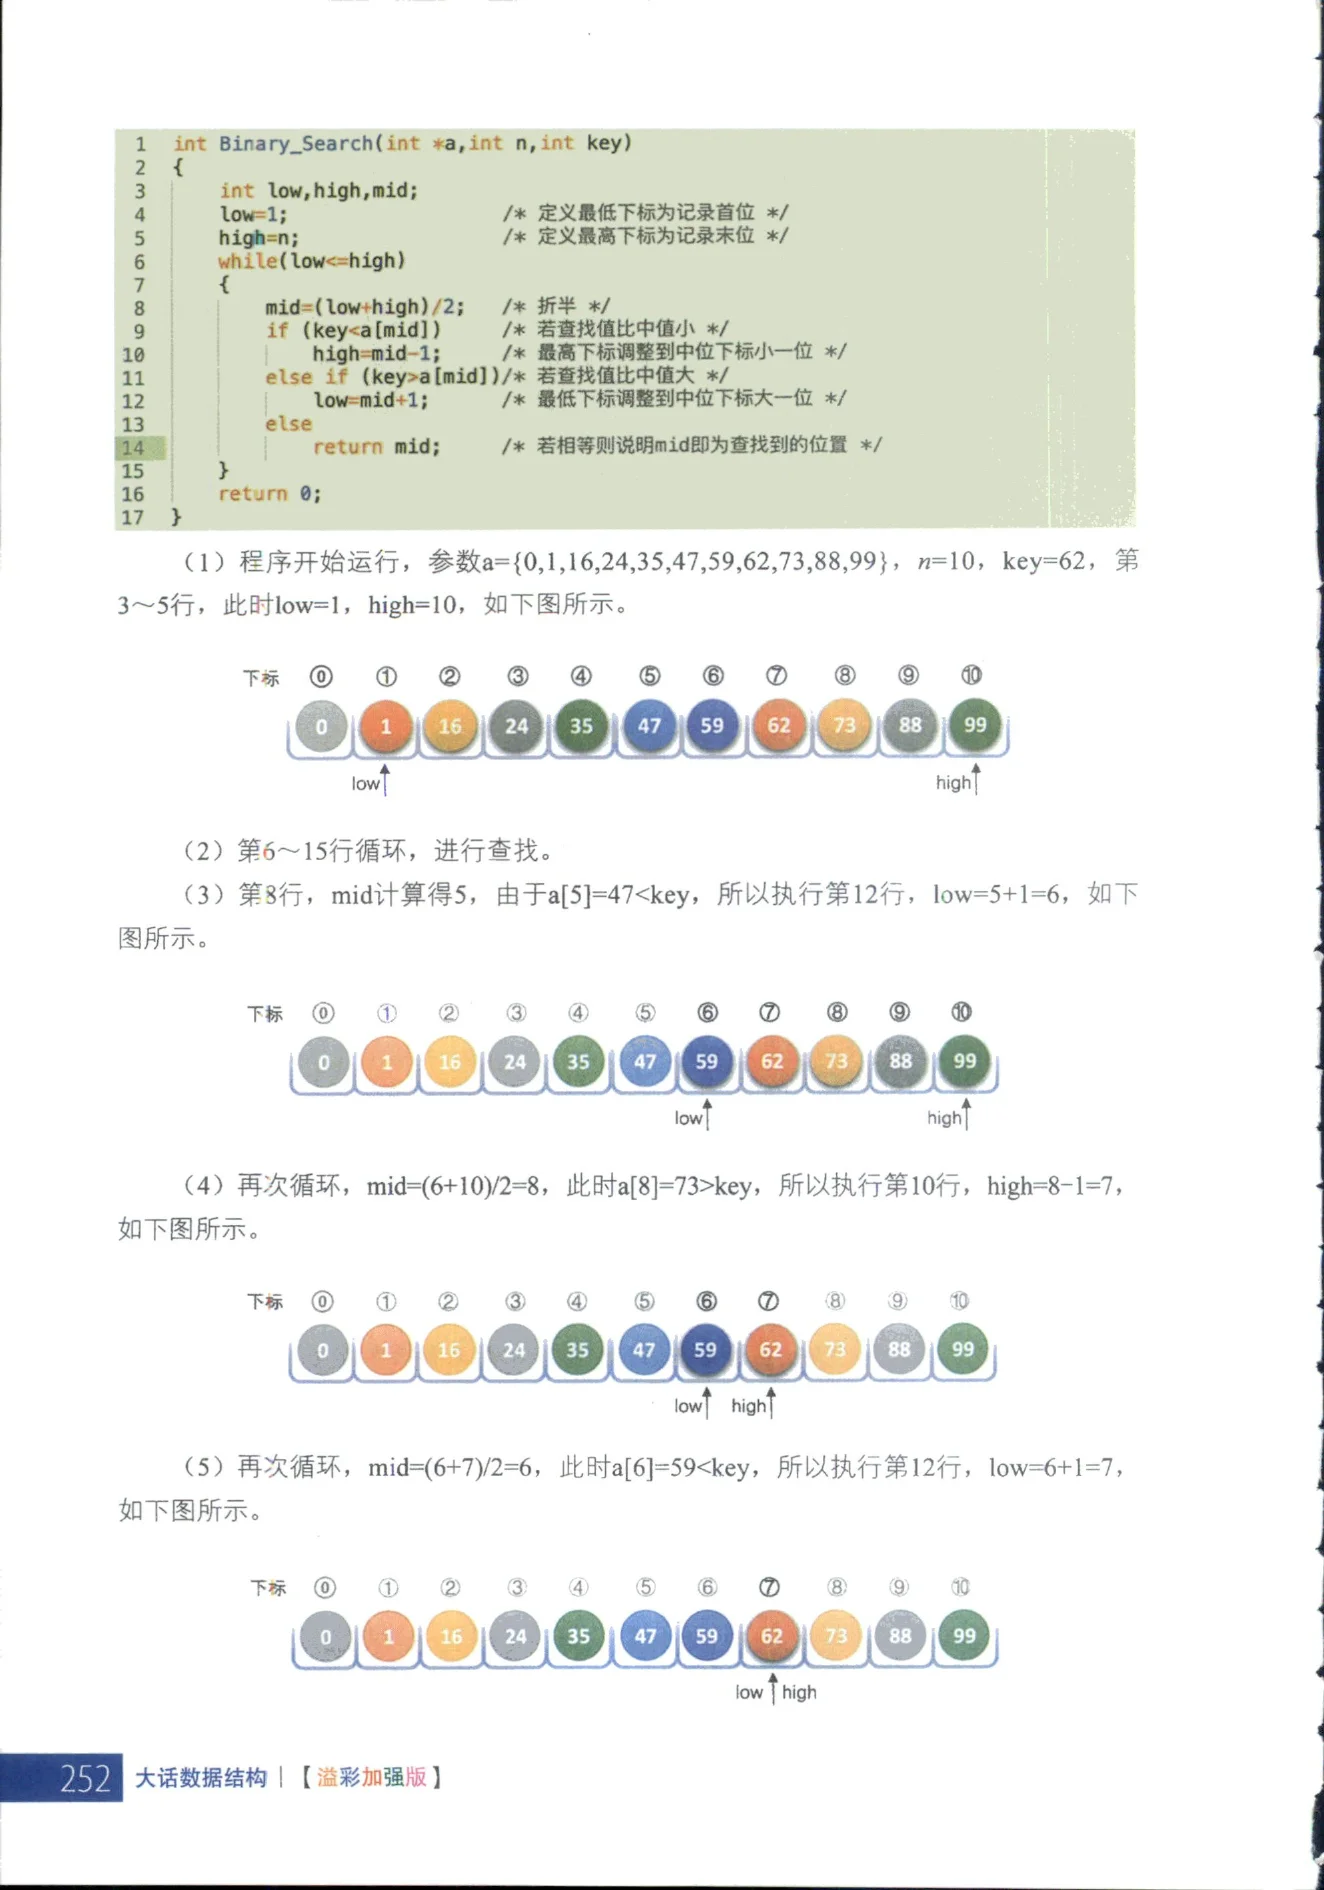 1 int Binary_Search(int *a,int n,int key)
2 {
3 int low,high,mid;
4 low=1; /* 定义最低下标为记录首位 */
5 high=n; /* 定义最高下标为记录末位 */
6 while(low<=high)
7 {
8 mid=(low+high)/2; /* 折半 */
9 if (key<a[mid]) /* 若查找值比中值小 */
10 high=mid-1; /* 最高下标调整到中位下标小一位 */
11 else if (key>a[mid])/* 若查找值比中值大 */
12 low=mid+1; /* 最低下标调整到中位下标大一位 */
13 else
14 return mid; /* 若相等则说明mid即为查找到的位置 */
15 }
16 return 0;
17 }
（1）程序开始运行，参数a={0,1,16,24,35,47,59,62,73,88,99}，n=10，key=62，第
3～5行，此时low=1，high=10，如下图所示。
下标 ⓪ ① ② ③ ④ ⑤ ⑥ ⑦ ⑧ ⑨ ⑩
0 1 16 24 35 47 59 62 73 88 99
low high
（2）第6～15行循环，进行查找。
（3）第8行，mid计算得5，由于a[5]=47<key，所以执行第12行，low=5+1=6，如下
图所示。
下标 ⓪ ① ② ③ ④ ⑤ ⑥ ⑦ ⑧ ⑨ ⑩
0 1 16 24 35 47 59 62 73 88 99
low high
（4）再次循环，mid=(6+10)/2=8，此时a[8]=73>key，所以执行第10行，high=8-1=7，
如下图所示。
下标 ⓪ ① ② ③ ④ ⑤ ⑥ ⑦ ⑧ ⑨ ⑩
0 1 16 24 35 47 59 62 73 88 99
low high
（5）再次循环，mid=(6+7)/2=6，此时a[6]=59<key，所以执行第12行，low=6+1=7，
如下图所示。
下标 ⓪ ① ② ③ ④ ⑤ ⑥ ⑦ ⑧ ⑨ ⑩
0 1 16 24 35 47 59 62 73 88 99
low high
252 大话数据结构 | 【溢彩加强版】